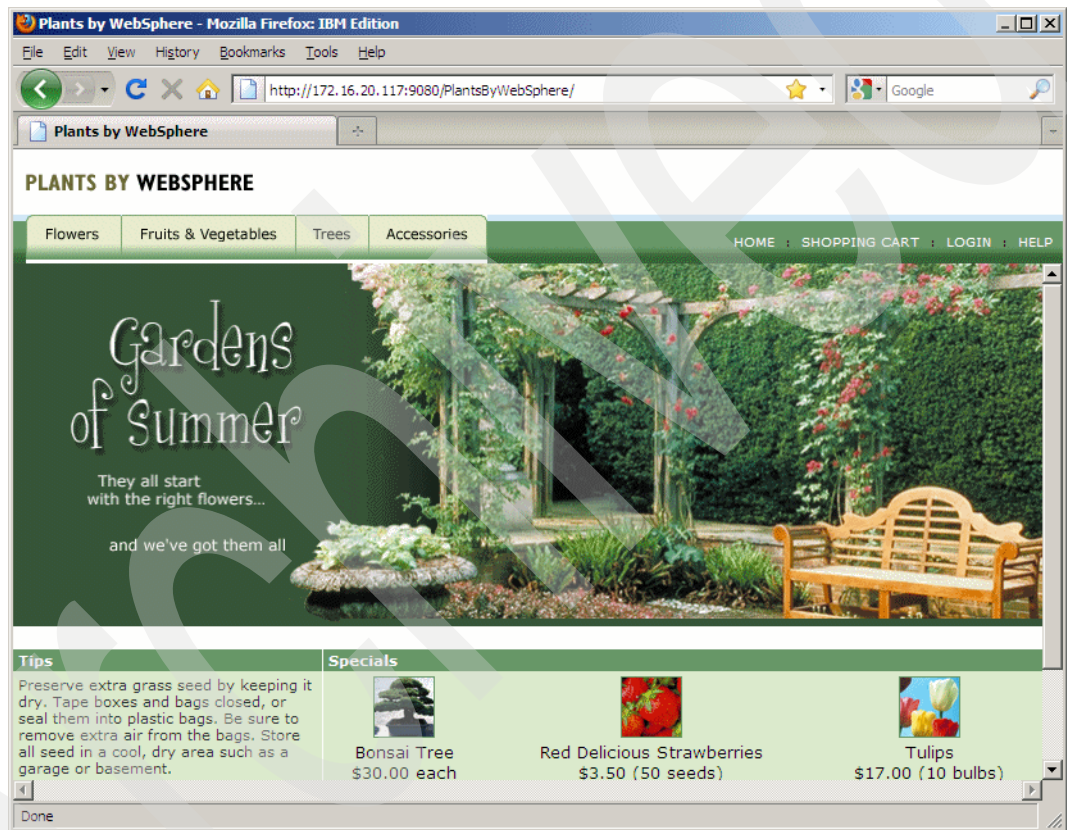 Plants by WebSphere - Mozilla Firefox: IBM Edition
File Edit View History Bookmarks Tools Help
http://172.16.20.117:9080/PlantsByWebSphere/
Google
Plants by WebSphere
PLANTS BY WEBSPHERE
Flowers Fruits & Vegetables Trees Accessories
HOME : SHOPPING CART : LOGIN : HELP
Gardens
of Summer
They all start
with the right flowers...
and we've got them all
Tips
Preserve extra grass seed by keeping it
dry. Tape boxes and bags closed, or
seal them into plastic bags. Be sure to
remove extra air from the bags. Store
all seed in a cool, dry area such as a
garage or basement.
Specials
Bonsai Tree
$30.00 each
Red Delicious Strawberries
$3.50 (50 seeds)
Tulips
$17.00 (10 bulbs)
Done